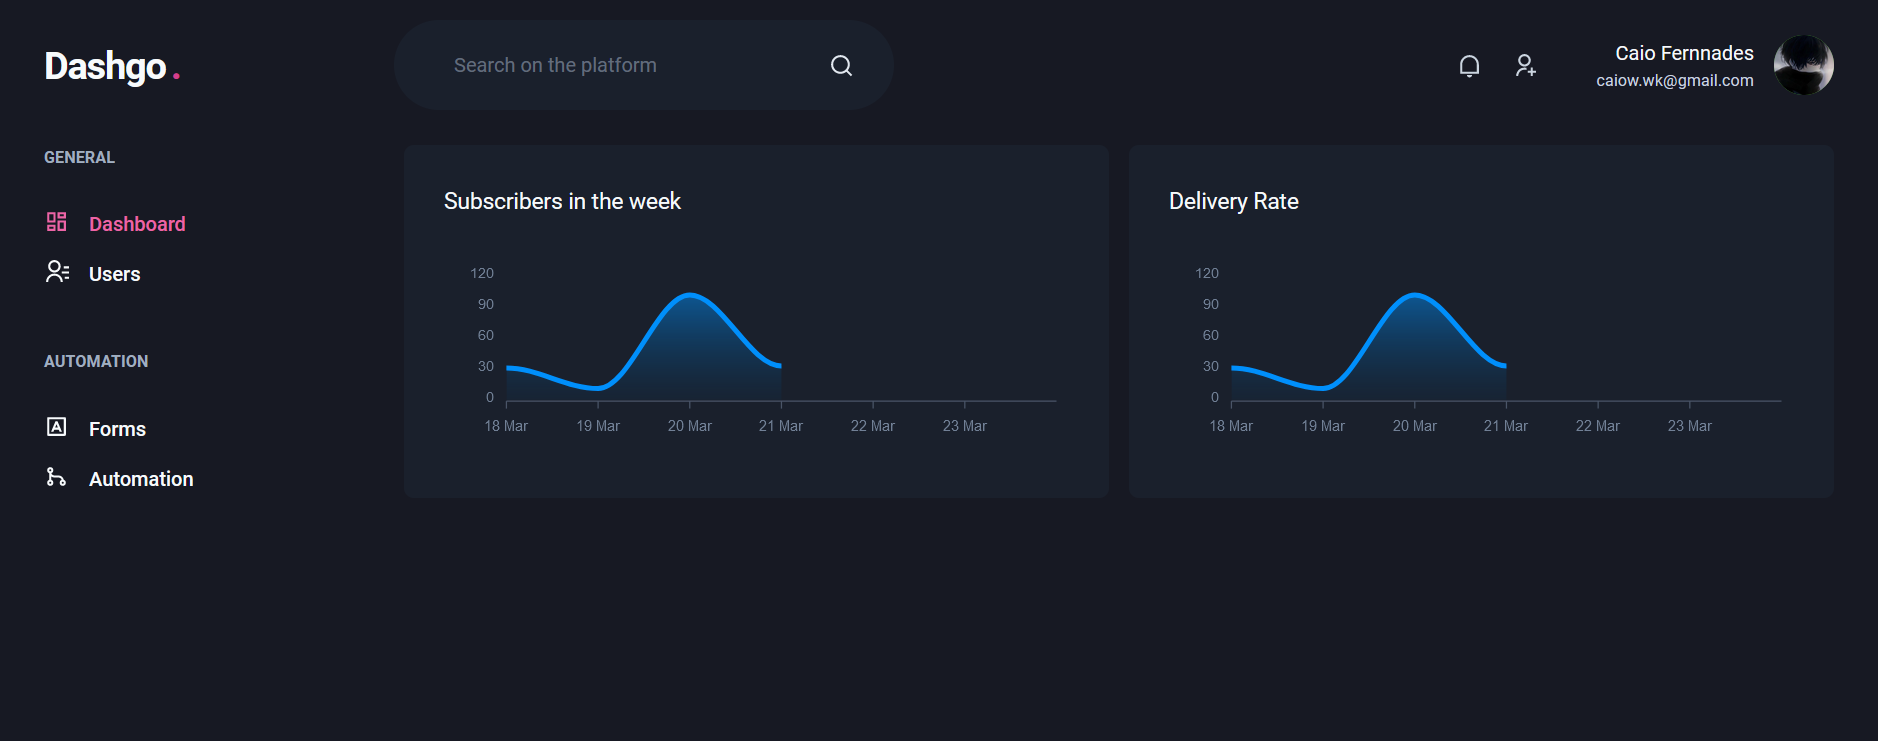 Dashgo.
Search on the platform
Caio Fernnades
caiow.wk@gmail.com
GENERAL
Dashboard
Users
AUTOMATION
Forms
Automation
Subscribers in the week
120
90
60
30
0
18 Mar 19 Mar 20 Mar 21 Mar 22 Mar 23 Mar
Delivery Rate
120
90
60
30
0
18 Mar 19 Mar 20 Mar 21 Mar 22 Mar 23 Mar